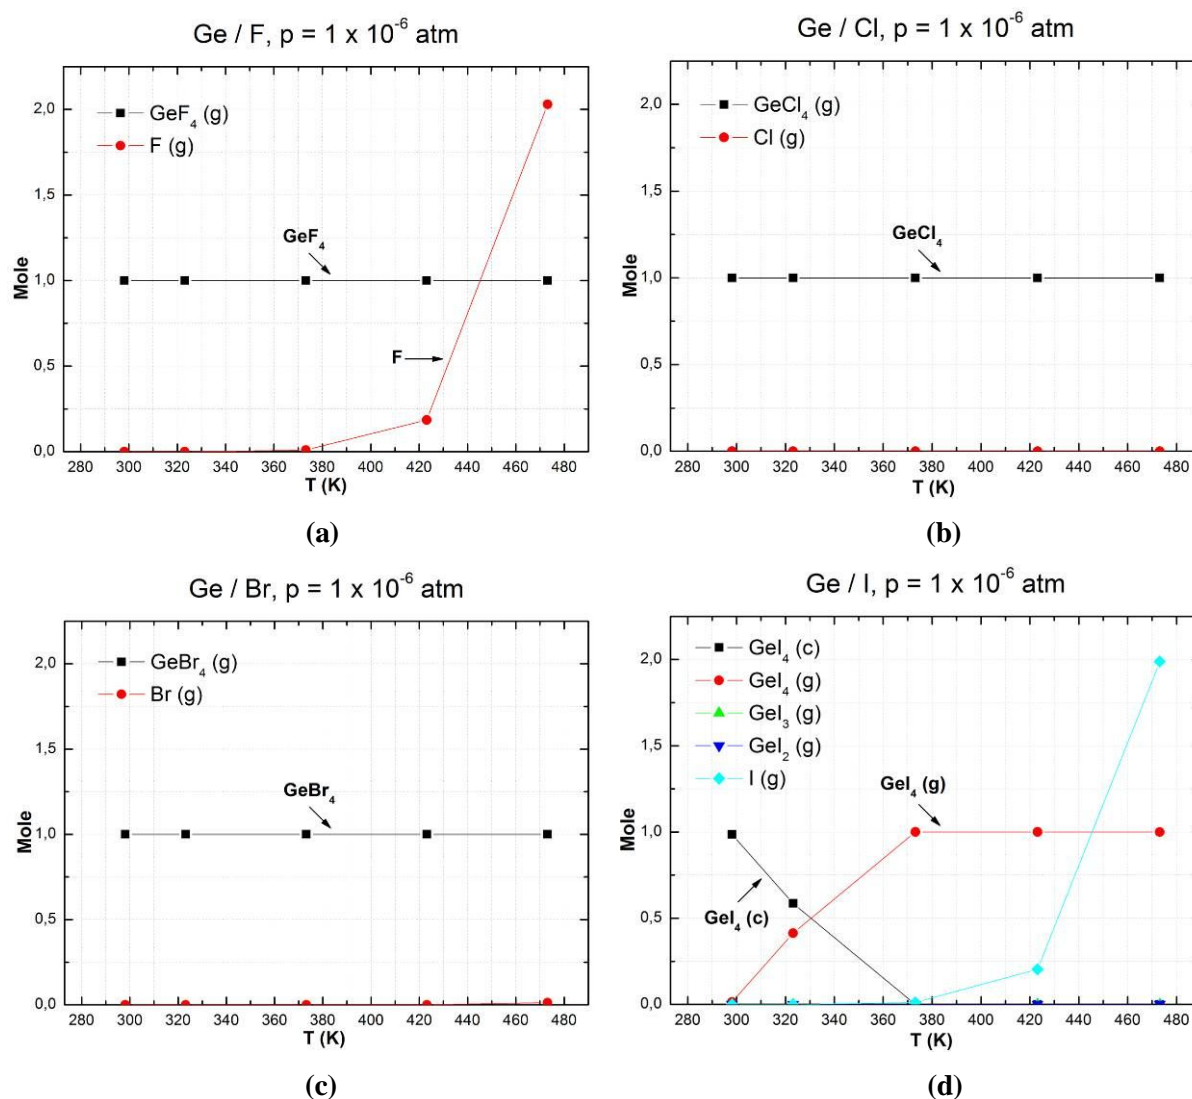 Ge / F, p = 1 x 10⁻⁶ atm
GeF₄ (g)
F (g)
GeF₄
F
Mole
2,0
1,5
1,0
0,5
0,0
280 300 320 340 360 380 400 420 440 460 480
T (K)
(a)
Ge / Cl, p = 1 x 10⁻⁶ atm
GeCl₄ (g)
Cl (g)
GeCl₄
Mole
2,0
1,5
1,0
0,5
0,0
280 300 320 340 360 380 400 420 440 460 480
T (K)
(b)
Ge / Br, p = 1 x 10⁻⁶ atm
GeBr₄ (g)
Br (g)
GeBr₄
Mole
2,0
1,5
1,0
0,5
0,0
280 300 320 340 360 380 400 420 440 460 480
T (K)
(c)
Ge / I, p = 1 x 10⁻⁶ atm
GeI₄ (c)
GeI₄ (g)
GeI₃ (g)
GeI₂ (g)
I (g)
GeI₄ (g)
GeI₄ (c)
Mole
2,0
1,5
1,0
0,5
0,0
280 300 320 340 360 380 400 420 440 460 480
T (K)
(d)